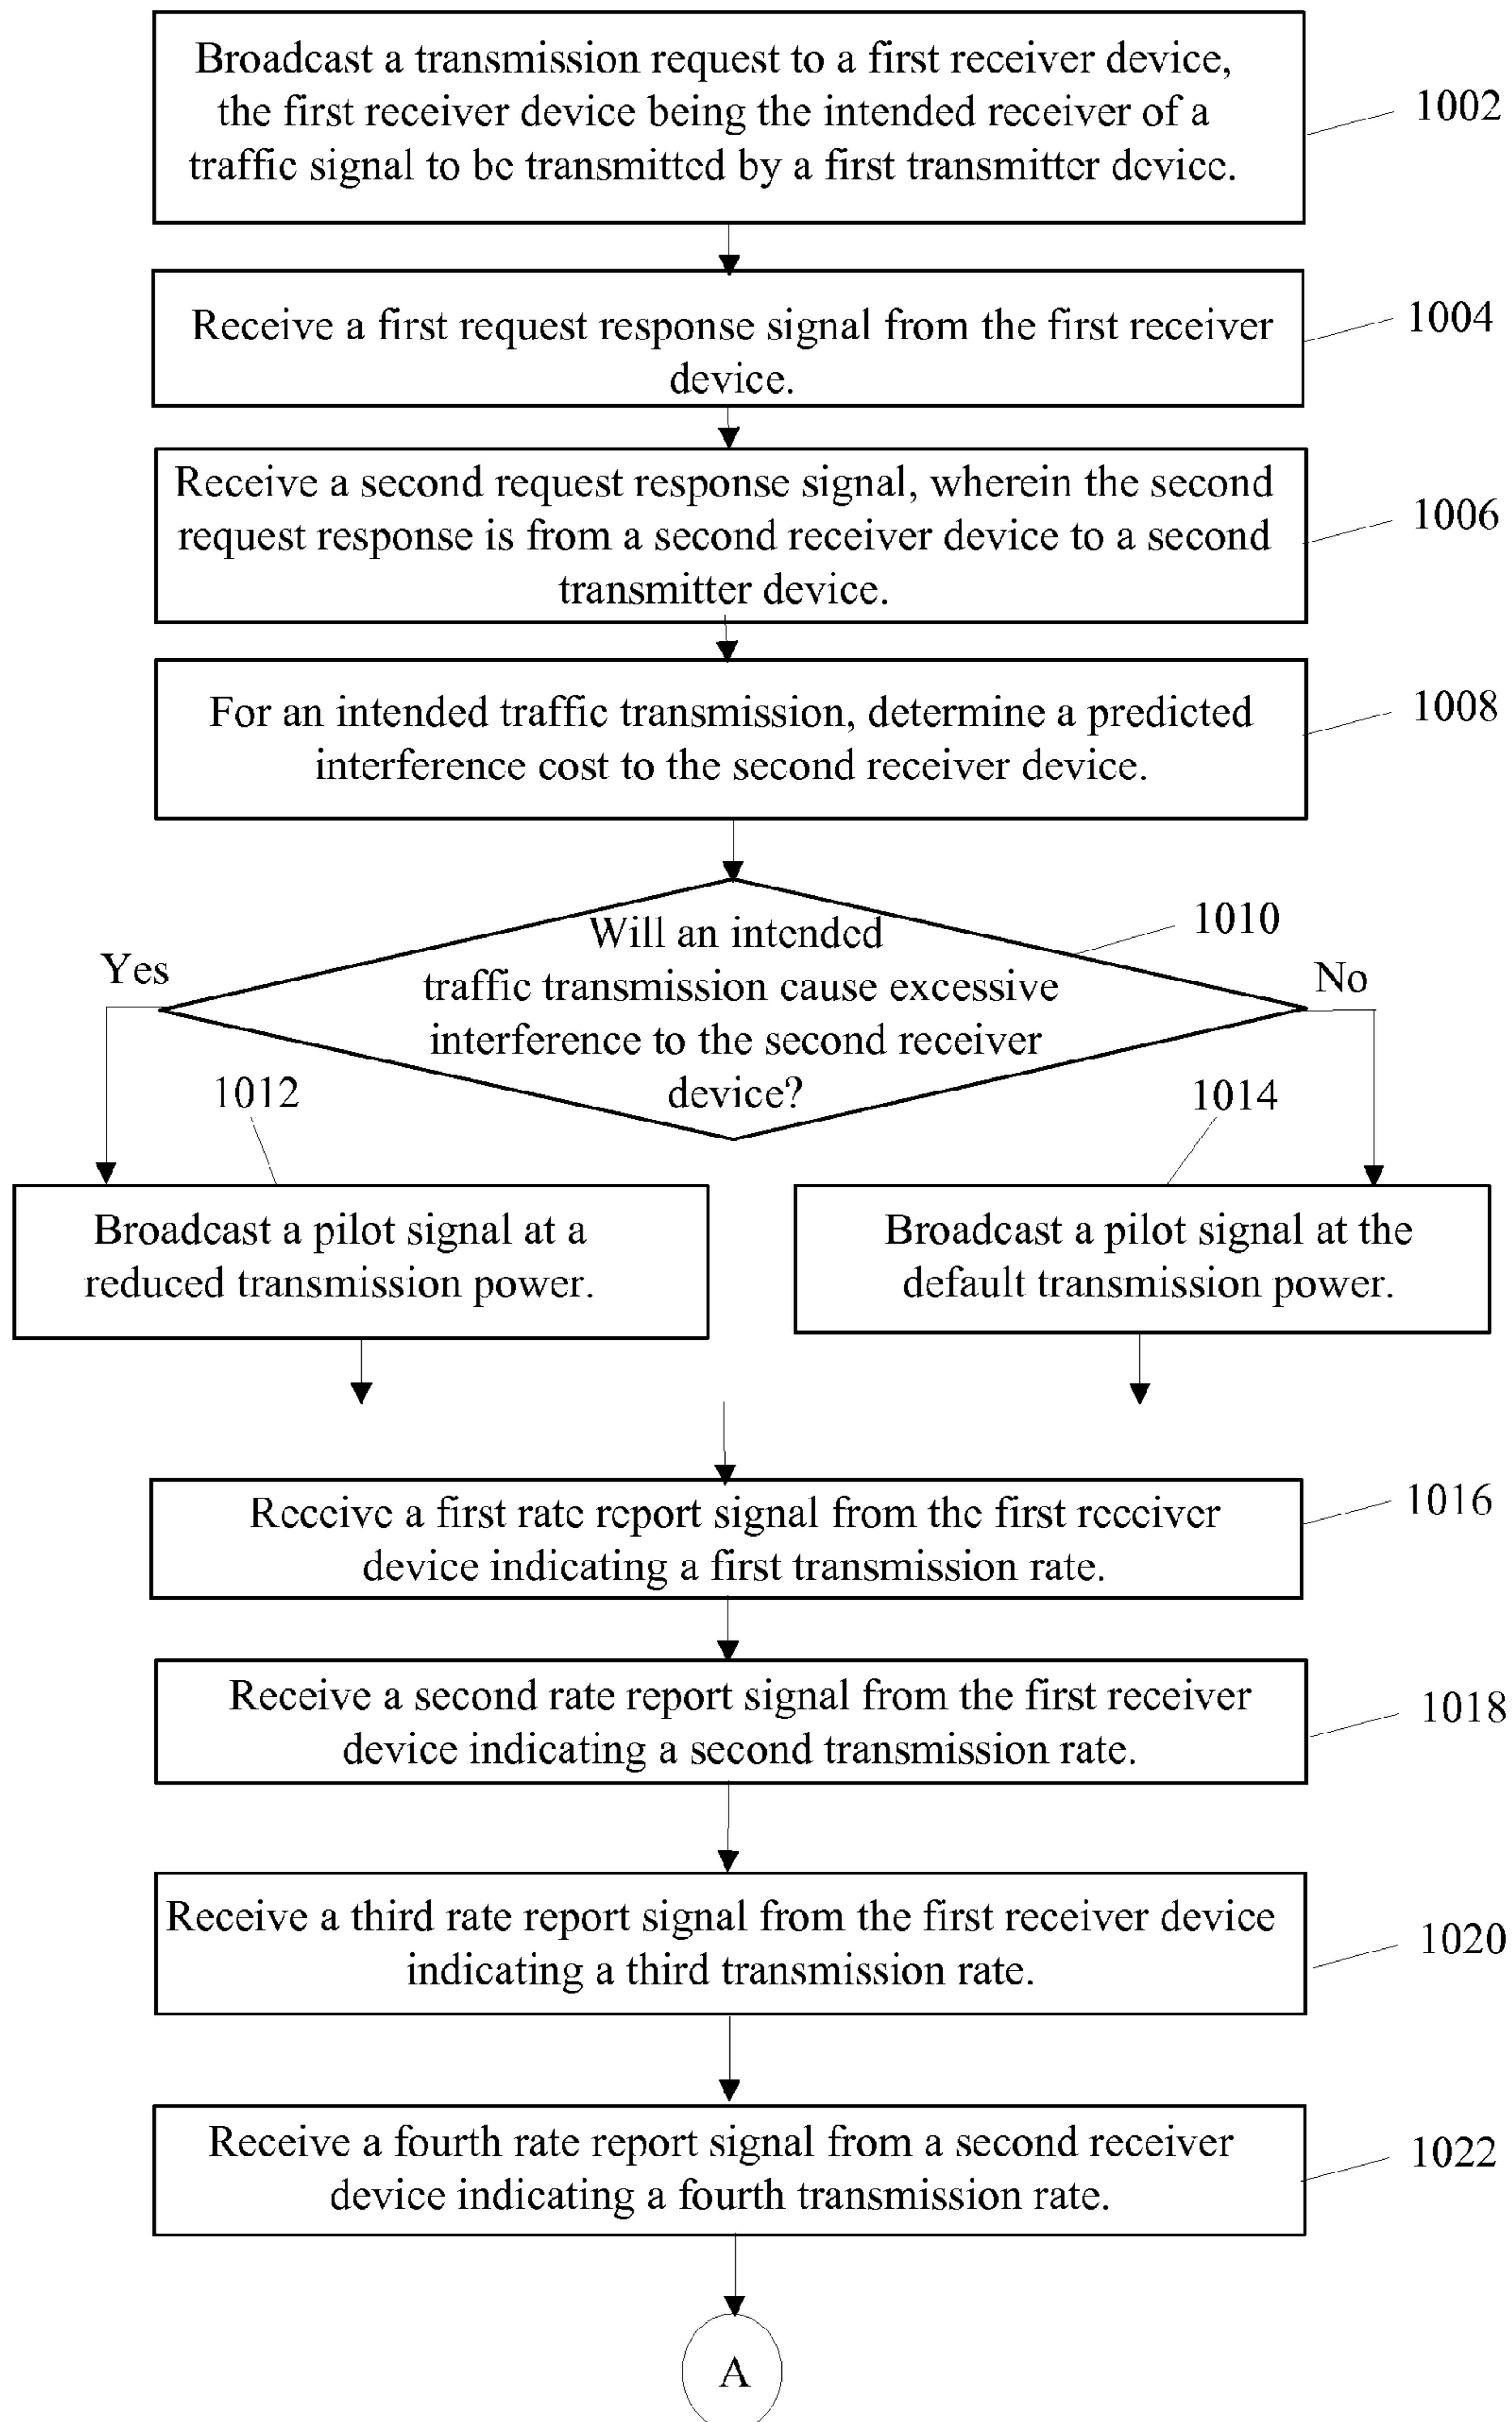 Broadcast a transmission request to a first receiver device,
the first receiver device being the intended receiver of a
traffic signal to be transmitted by a first transmitter device.
1002
Receive a first request response signal from the first receiver
device.
1004
Receive a second request response signal, wherein the second
request response is from a second receiver device to a second
transmitter device.
1006
For an intended traffic transmission, determine a predicted
interference cost to the second receiver device.
1008
Will an intended
traffic transmission cause excessive
interference to the second receiver
device?
1010
Yes
No
1012
1014
Broadcast a pilot signal at a
reduced transmission power.
Broadcast a pilot signal at the
default transmission power.
Receive a first rate report signal from the first receiver
device indicating a first transmission rate.
1016
Receive a second rate report signal from the first receiver
device indicating a second transmission rate.
1018
Receive a third rate report signal from the first receiver device
indicating a third transmission rate.
1020
Receive a fourth rate report signal from a second receiver
device indicating a fourth transmission rate.
1022
A